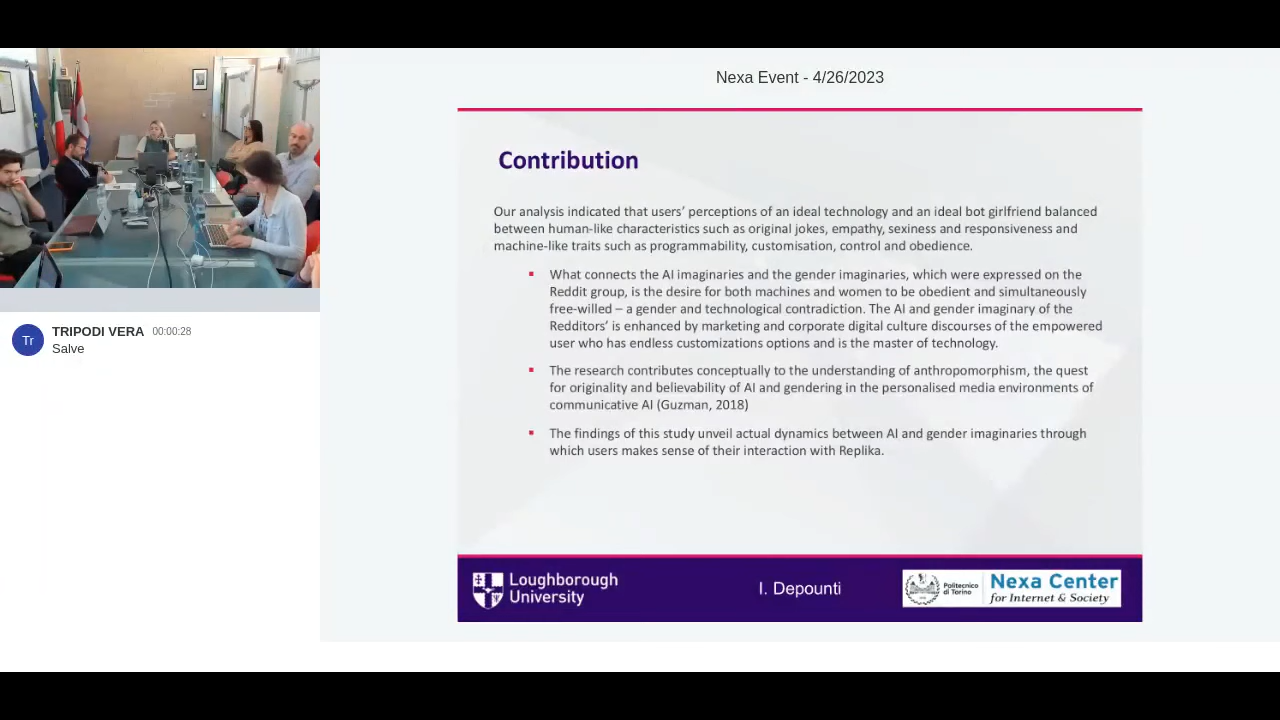 Nexa Event - 4/26/2023
Contribution
Our analysis indicated that users' perceptions of an ideal technology and an ideal bot girlfriend balanced
between human-like characteristics such as original jokes, empathy, sexiness and responsiveness and
machine-like traits such as programmability, customisation, control and obedience.
What connects the AI imaginaries and the gender imaginaries, which were expressed on the
Reddit group, is the desire for both machines and women to be obedient and simultaneously
free-willed – a gender and technological contradiction. The AI and gender imaginary of the
Redditors' is enhanced by marketing and corporate digital culture discourses of the empowered
user who has endless customizations options and is the master of technology.
The research contributes conceptually to the understanding of anthropomorphism, the quest
for originality and believability of AI and gendering in the personalised media environments of
communicative AI (Guzman, 2018)
The findings of this study unveil actual dynamics between AI and gender imaginaries through
which users makes sense of their interaction with Replika.
Loughborough
University
I. Depounti
Politecnico
di Torino
Nexa Center
for Internet & Society
Tr
TRIPODI VERA 00:00:28
Salve